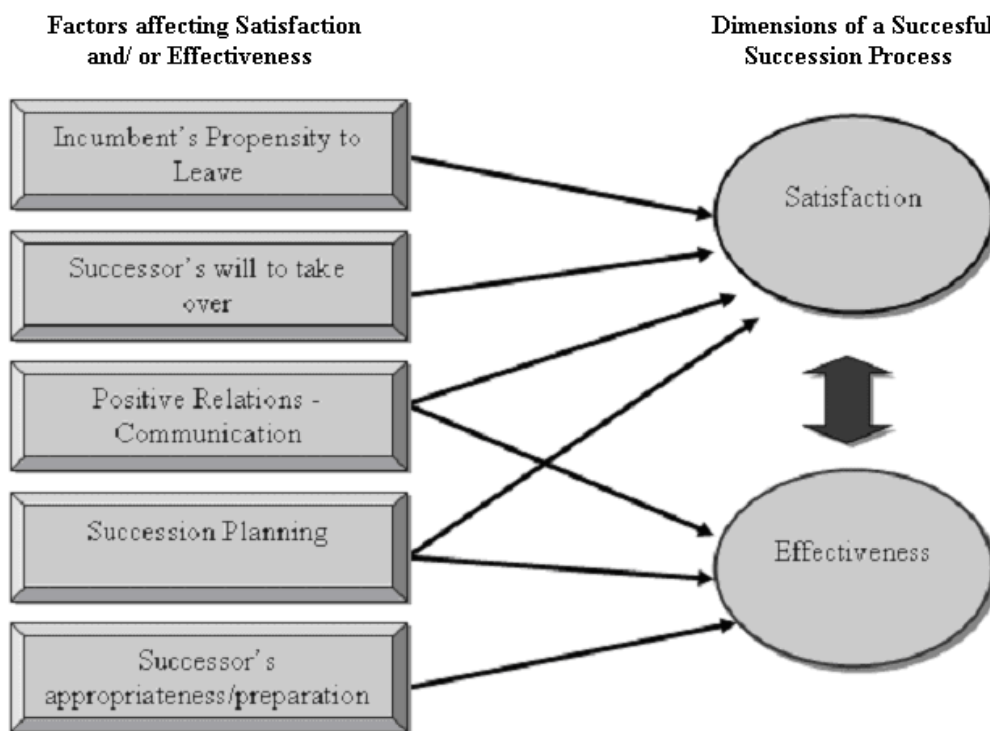 Factors affecting Satisfaction
and/ or Effectiveness
Dimensions of a Succesful
Succession Process
Incumbent's Propensity to
Leave
Successor's will to take
over
Positive Relations -
Communication
Succession Planning
Successor's
appropriateness/preparation
Satisfaction
Effectiveness